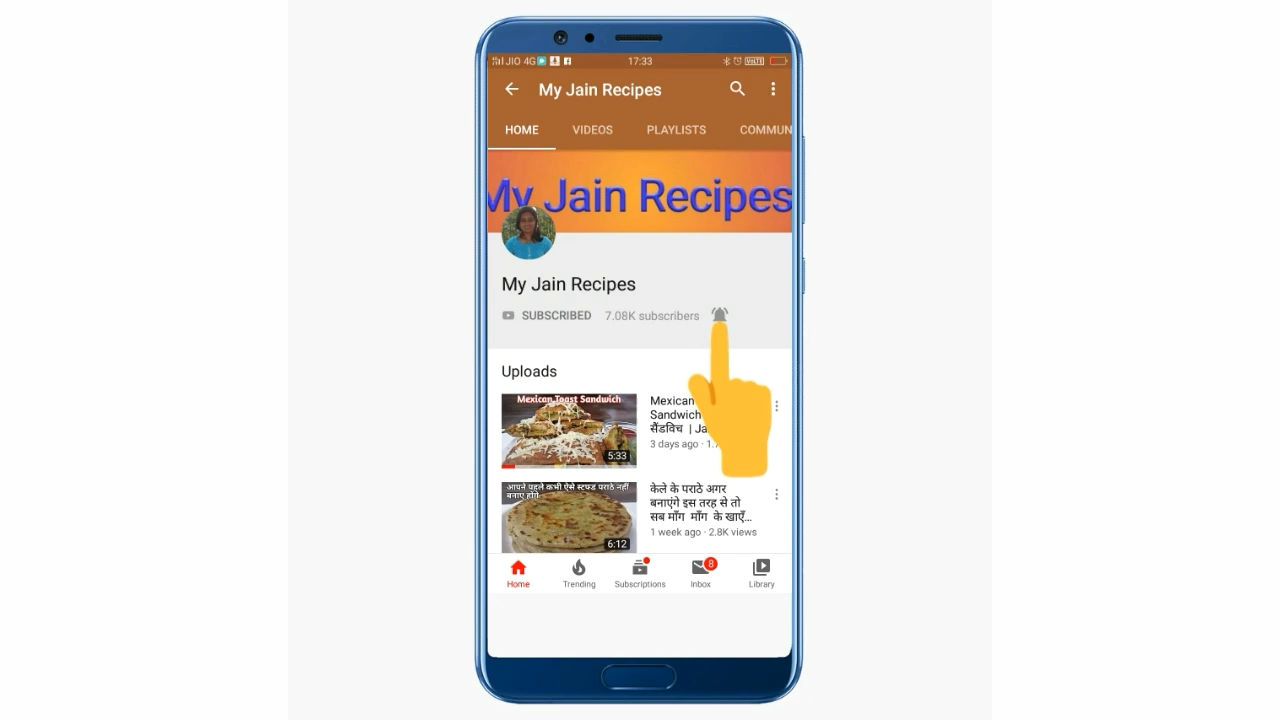 JIO 4G
17:33
VoLTE
My Jain Recipes
HOME VIDEOS PLAYLISTS COMMUN
My Jain Recipes
My Jain Recipes
SUBSCRIBED 7.08K subscribers
Uploads
Mexican Toast Sandwich
5:33
Mexican
Sandwich
सैंडविच | Ja
3 days ago · 1.
आपने पहले कभी ऐसे स्टफ्ड पराठे नहीं
बनाए होंगे
6:12
केले के पराठे अगर
बनाएंगे इस तरह से तो
सब माँग माँग के खाएँ...
1 week ago · 2.8K views
8
Home Trending Subscriptions Inbox Library